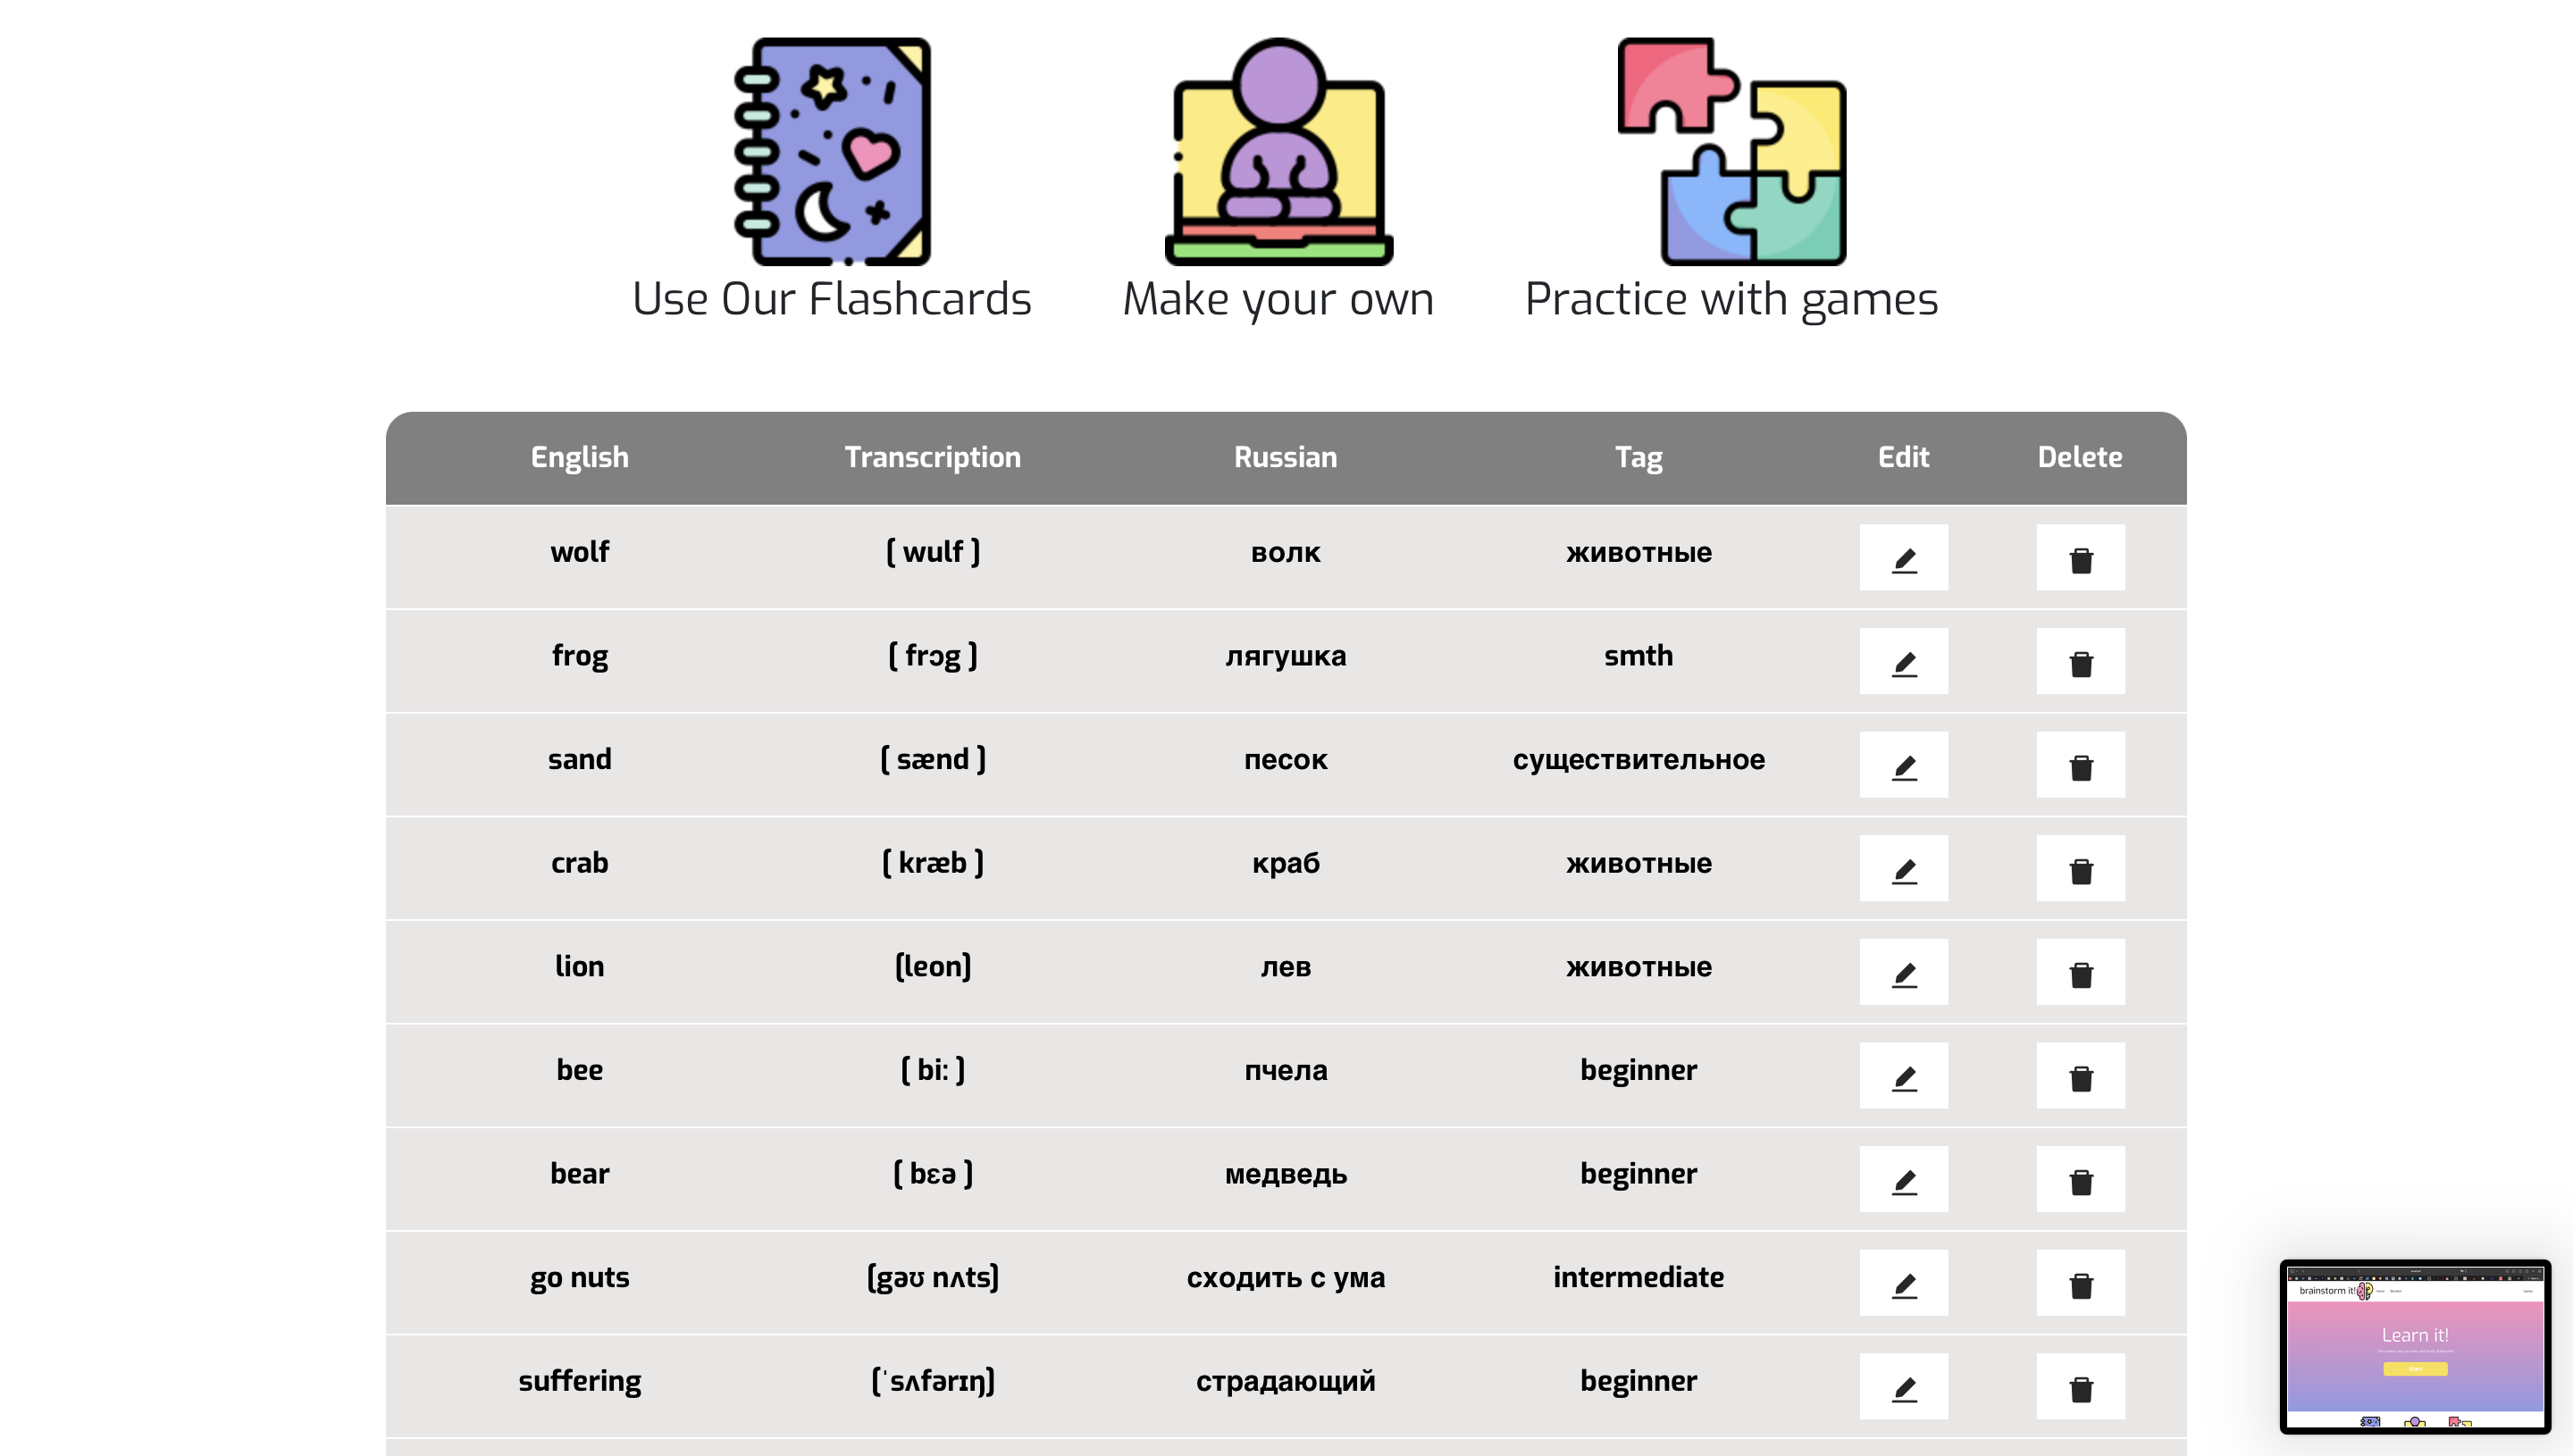 Use Our Flashcards Make your own Practice with games
English Transcription Russian Tag Edit Delete
wolf [ wulf ] волк животные
frog [ frɔg ] лягушка smth
sand [ sænd ] песок существительное
crab [ kræb ] краб животные
lion [leon] лев животные
bee [ bi: ] пчела beginner
bear [ bɛə ] медведь beginner
go nuts [gəʊ nʌts] сходить с ума intermediate
suffering [ˈsʌfərɪŋ] страдающий beginner
brainstorm it!
Learn it!
Start